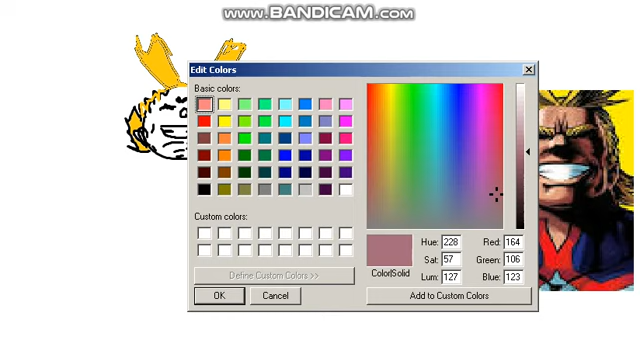 www.BANDICAM.com
Edit Colors
Basic colors:
Custom colors:
Define Custom Colors >>
OK
Cancel
Color|Solid
Hue: 228
Sat: 57
Lum: 127
Red: 164
Green: 106
Blue: 123
Add to Custom Colors